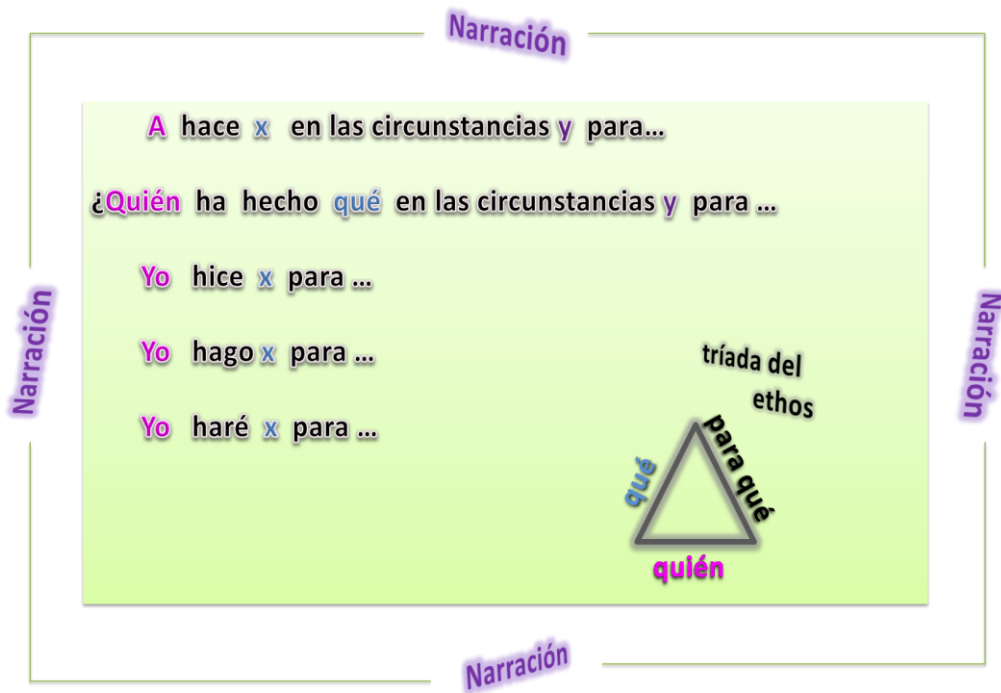 Narración
A hace x en las circunstancias y para...
¿Quién ha hecho qué en las circunstancias y para ...
Yo hice x para ...
Narración
Narración
Yo hago x para ...
tríada del
ethos
Yo haré x para ...
qué
para qué
quién
Narración